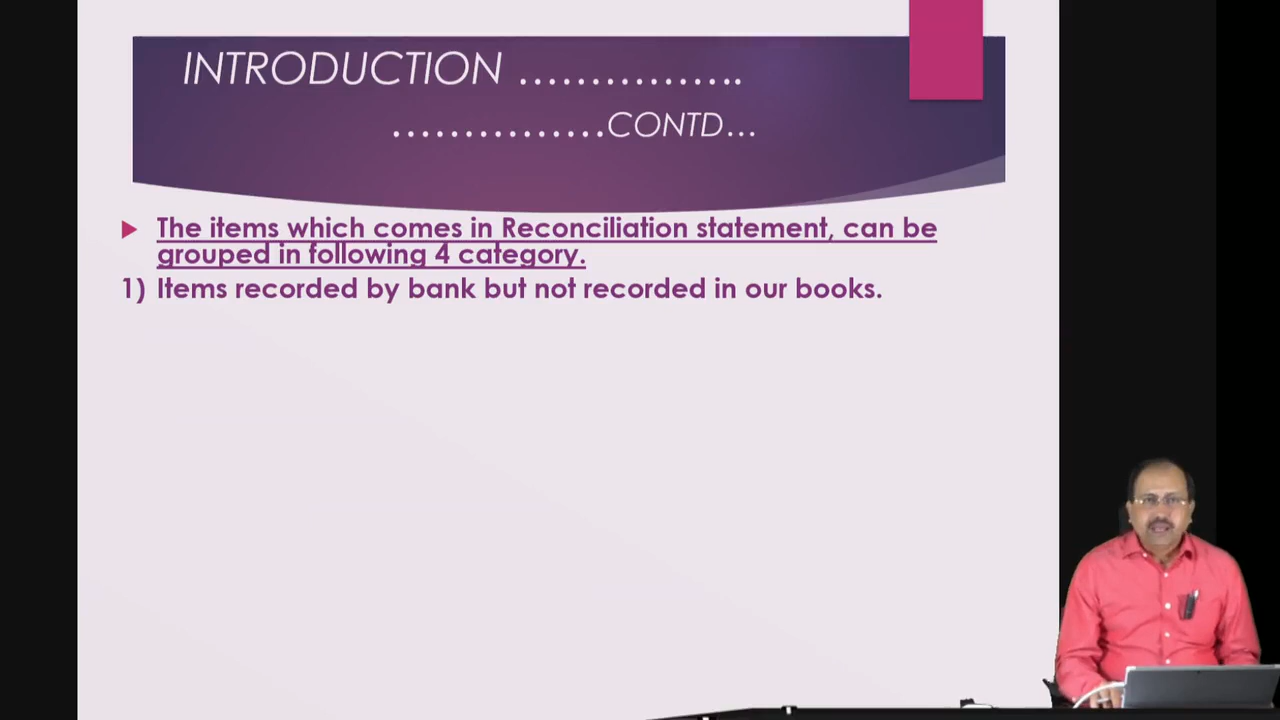 INTRODUCTION ................
...............CONTD...
The items which comes in Reconciliation statement, can be
grouped in following 4 category.
1) Items recorded by bank but not recorded in our books.